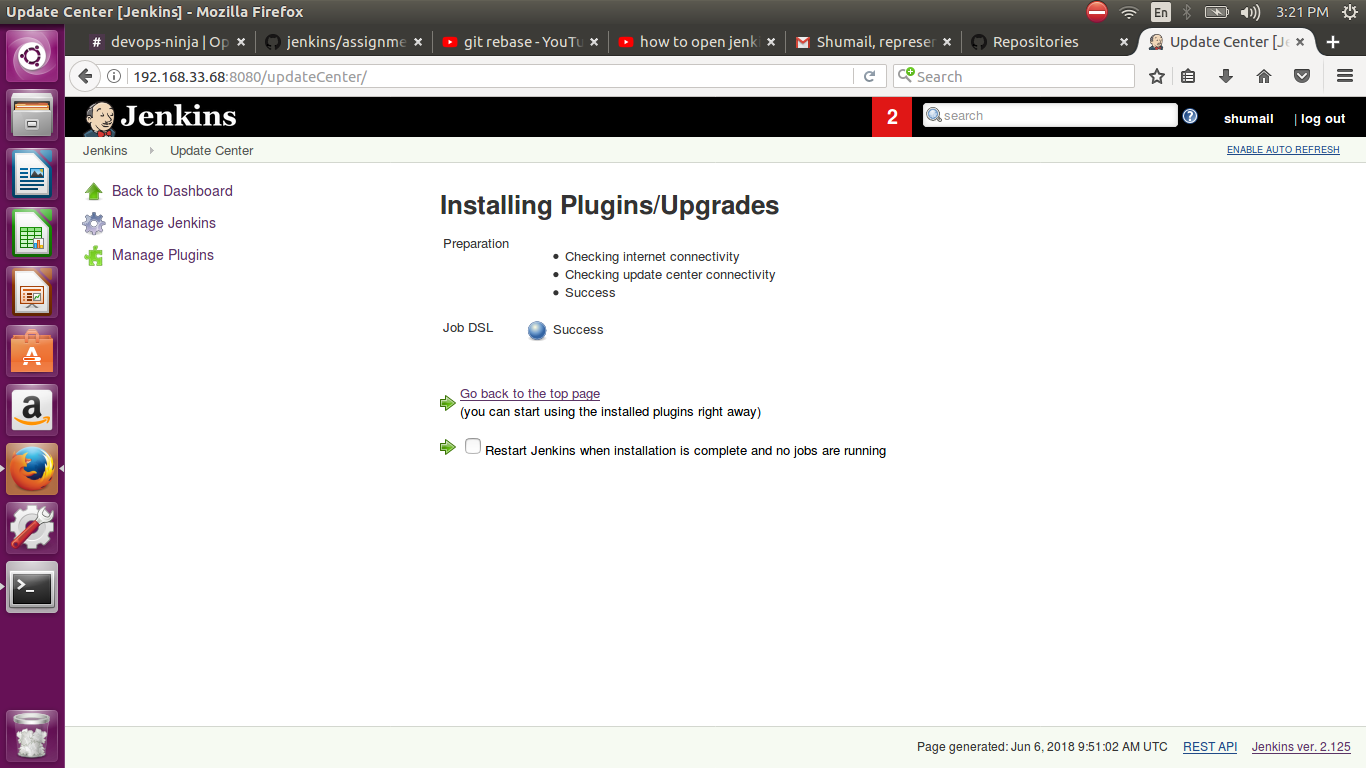 Update Center [Jenkins] - Mozilla Firefox
En
3:21 PM
# devops-ninja | Op
jenkins/assignme
git rebase - YouTu
how to open jenk
Shumail, represer
Repositories
Update Center [Je
192.168.33.68:8080/updateCenter/
Search
Jenkins
2
search
shumail
| log out
Jenkins
Update Center
ENABLE AUTO REFRESH
Back to Dashboard
Manage Jenkins
Manage Plugins
Installing Plugins/Upgrades
Preparation
Checking internet connectivity
Checking update center connectivity
Success
Job DSL
Success
Go back to the top page
(you can start using the installed plugins right away)
Restart Jenkins when installation is complete and no jobs are running
Page generated: Jun 6, 2018 9:51:02 AM UTC
REST API
Jenkins ver. 2.125